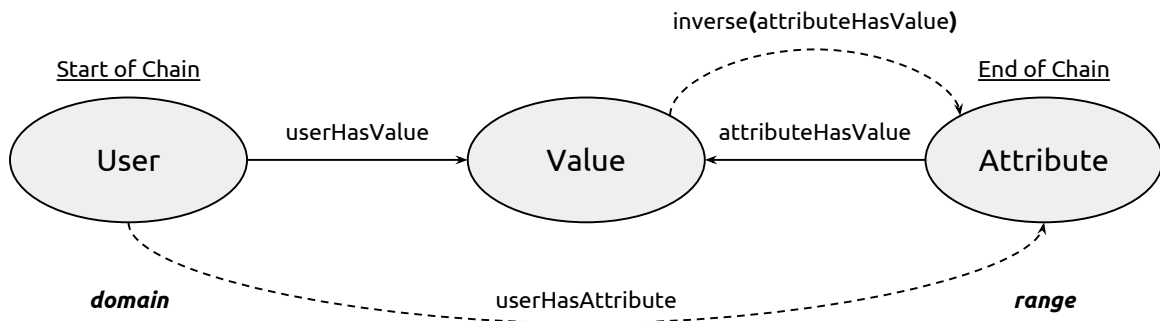 inverse(attributeHasValue)
Start of Chain
End of Chain
userHasValue
attributeHasValue
User
Value
Attribute
domain
userHasAttribute
range